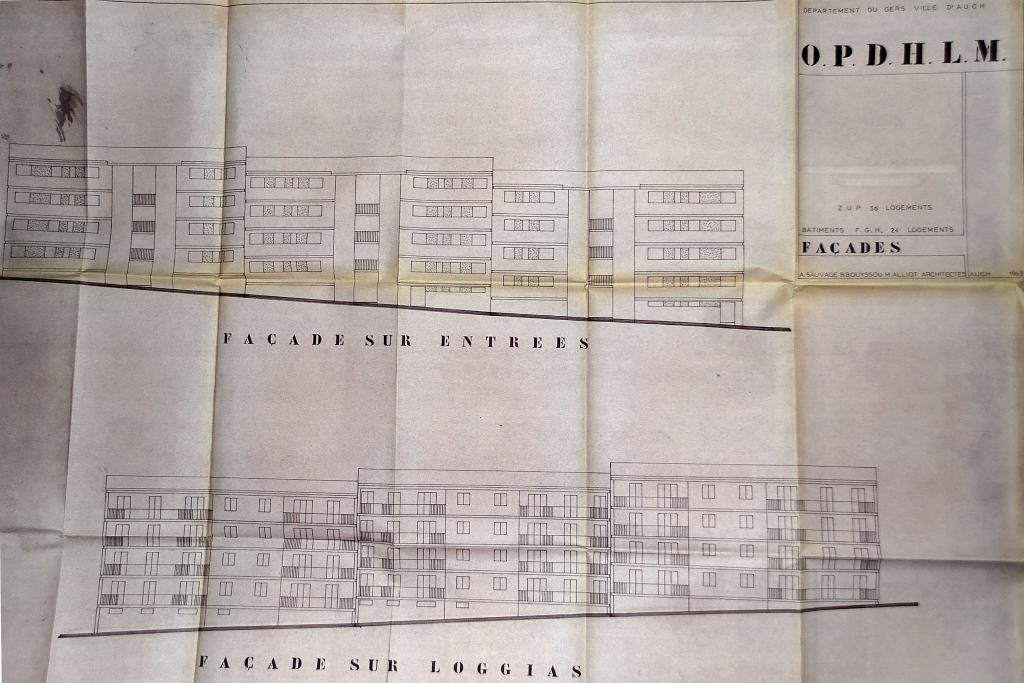 DEPARTEMENT DU GERS VILLE D'AUCH
O.P.D.H.L.M.
Z.U.P 56 LOGEMENTS
BATIMENTS F.G.H. 24 LOGEMENTS
FAÇADES
A.SAUVAGE B.BOUYSSOU M.ALLIOT ARCHITECTES AUCH 1963
FAÇADE SUR ENTREES
FAÇADE SUR LOGGIAS